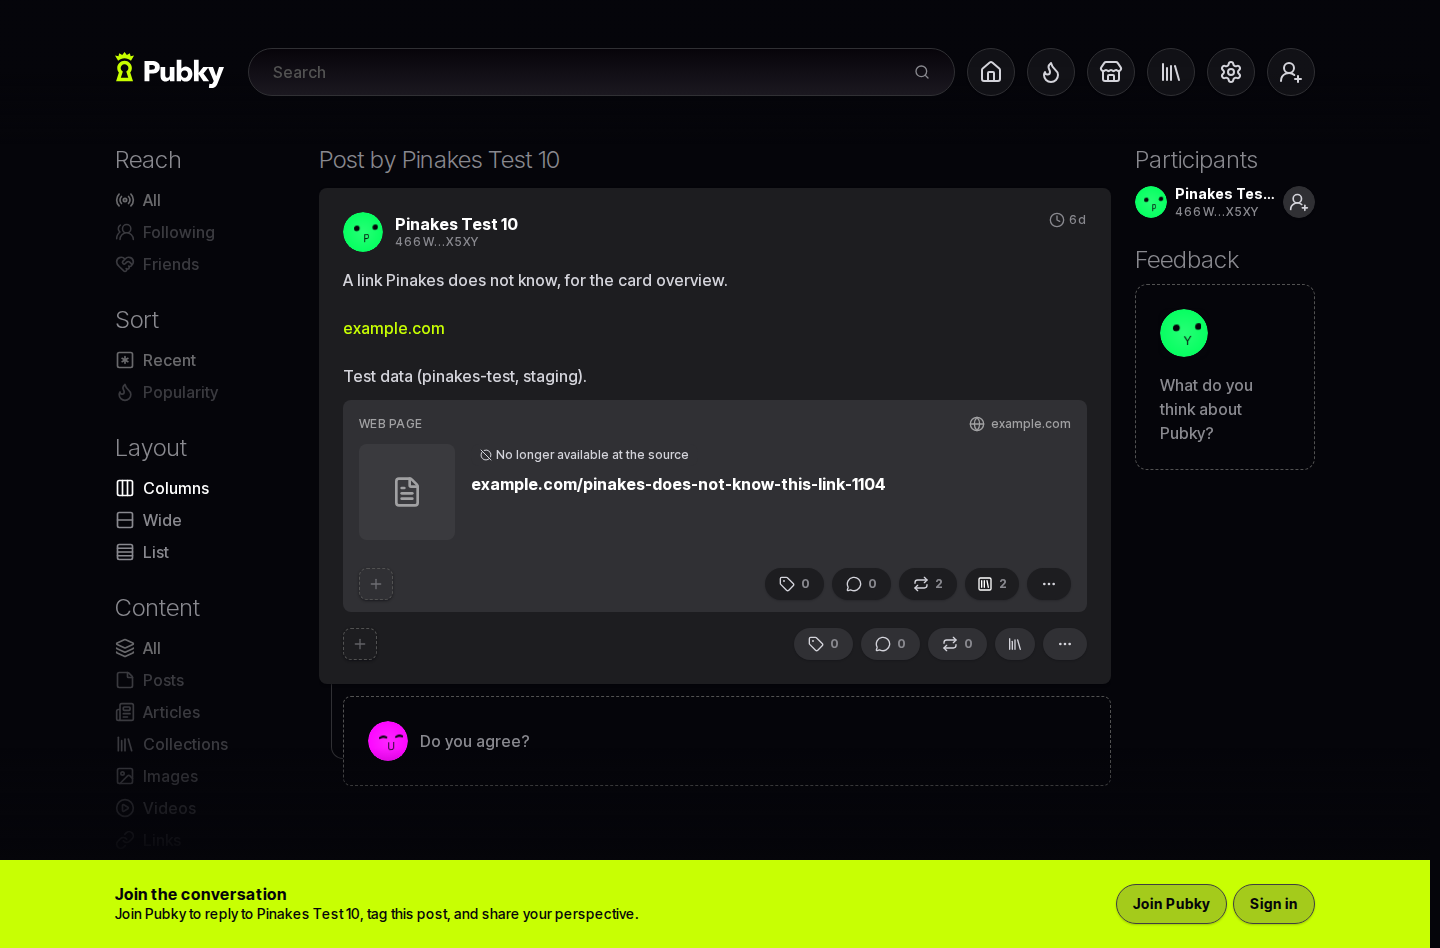 Pubky
Search
Reach
All
Following
Friends
Sort
Recent
Popularity
Layout
Columns
Wide
List
Content
All
Posts
Articles
Collections
Images
Videos
Links
Post by Pinakes Test 10
P
Pinakes Test 10
466W...X5XY
6d
A link Pinakes does not know, for the card overview.
example.com
Test data (pinakes-test, staging).
WEB PAGE
example.com
No longer available at the source
example.com/pinakes-does-not-know-this-link-1104
0
0
2
2
0
0
0
U
Do you agree?
Participants
P
Pinakes Tes...
466W...X5XY
Feedback
Y
What do you
think about
Pubky?
Join the conversation
Join Pubky to reply to Pinakes Test 10, tag this post, and share your perspective.
Join Pubky
Sign in